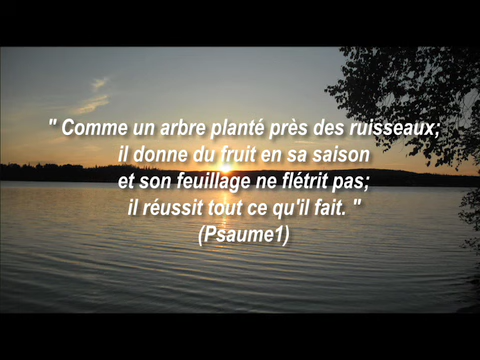 " Comme un arbre planté près des ruisseaux;
il donne du fruit en sa saison
et son feuillage ne flétrit pas;
il réussit tout ce qu'il fait. "
(Psaume1)